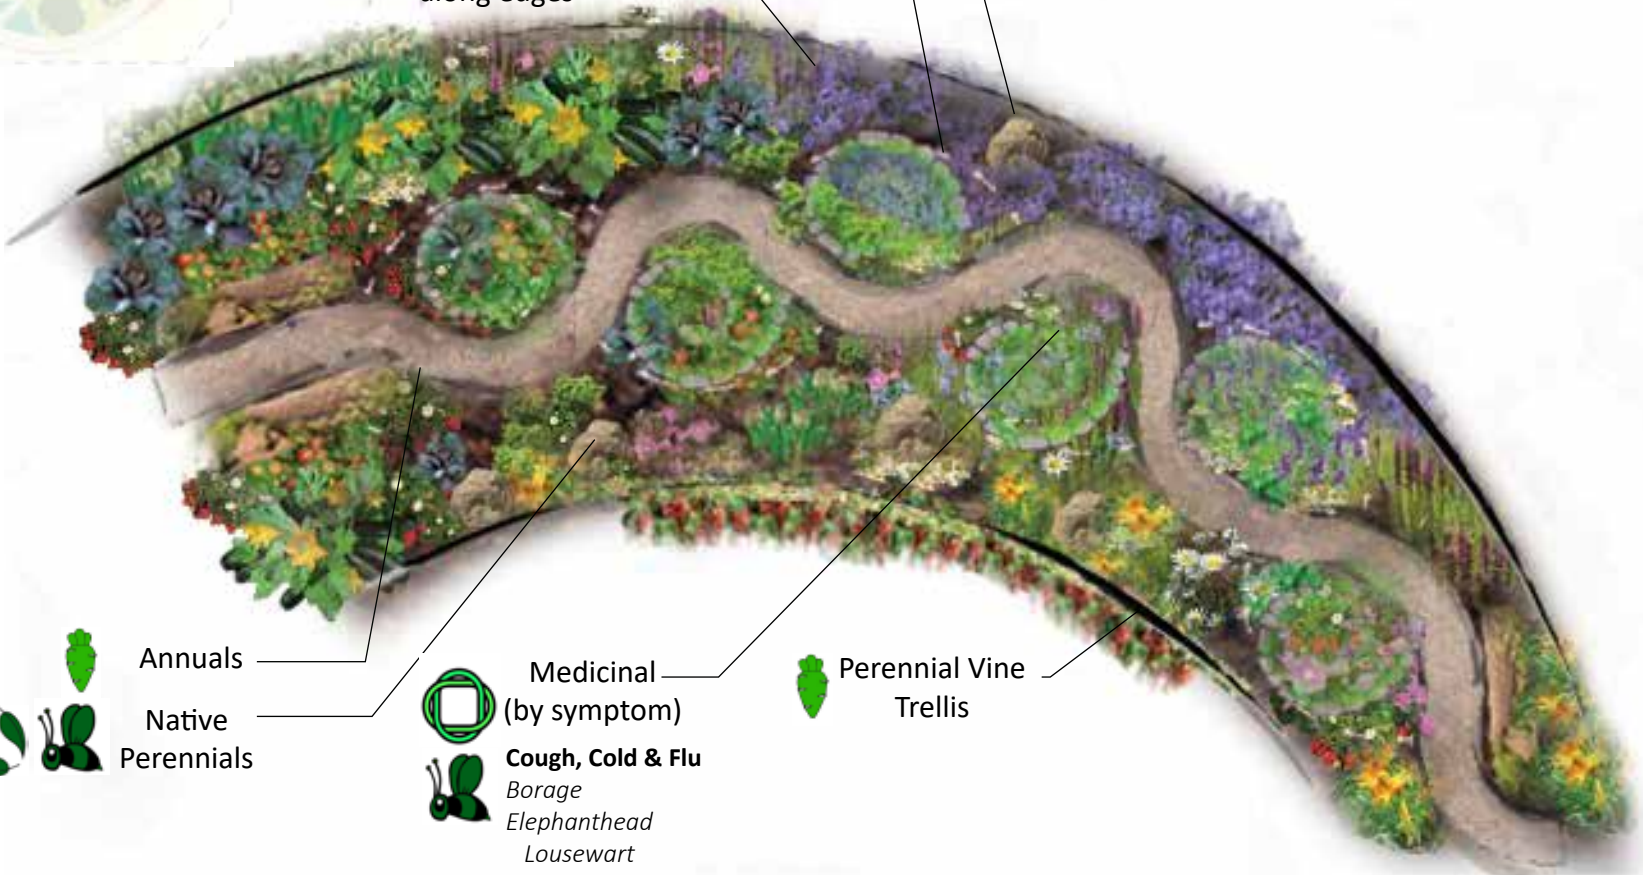 along edges
Annuals
Native
Perennials
Medicinal
(by symptom)
Cough, Cold & Flu
Borage
Elephanthead
Lousewart
Perennial Vine
Trellis